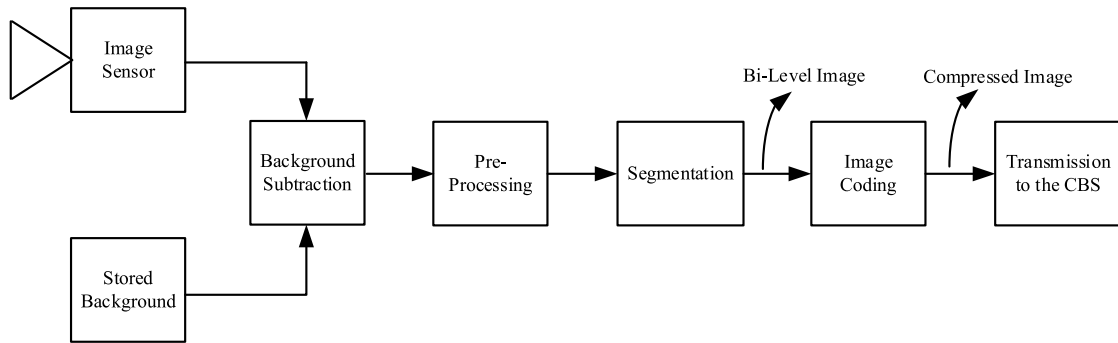 Image
Sensor
Bi-Level Image
Compressed Image
Background
Subtraction
Pre-
Processing
Segmentation
Image
Coding
Transmission
to the CBS
Stored
Background